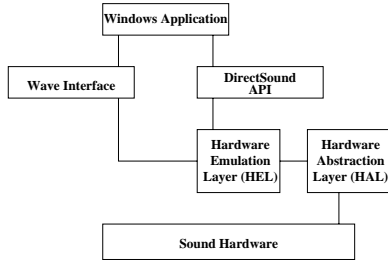 Windows Application
Wave Interface
DirectSound
API
Hardware
Emulation
Layer (HEL)
Hardware
Abstraction
Layer (HAL)
Sound Hardware